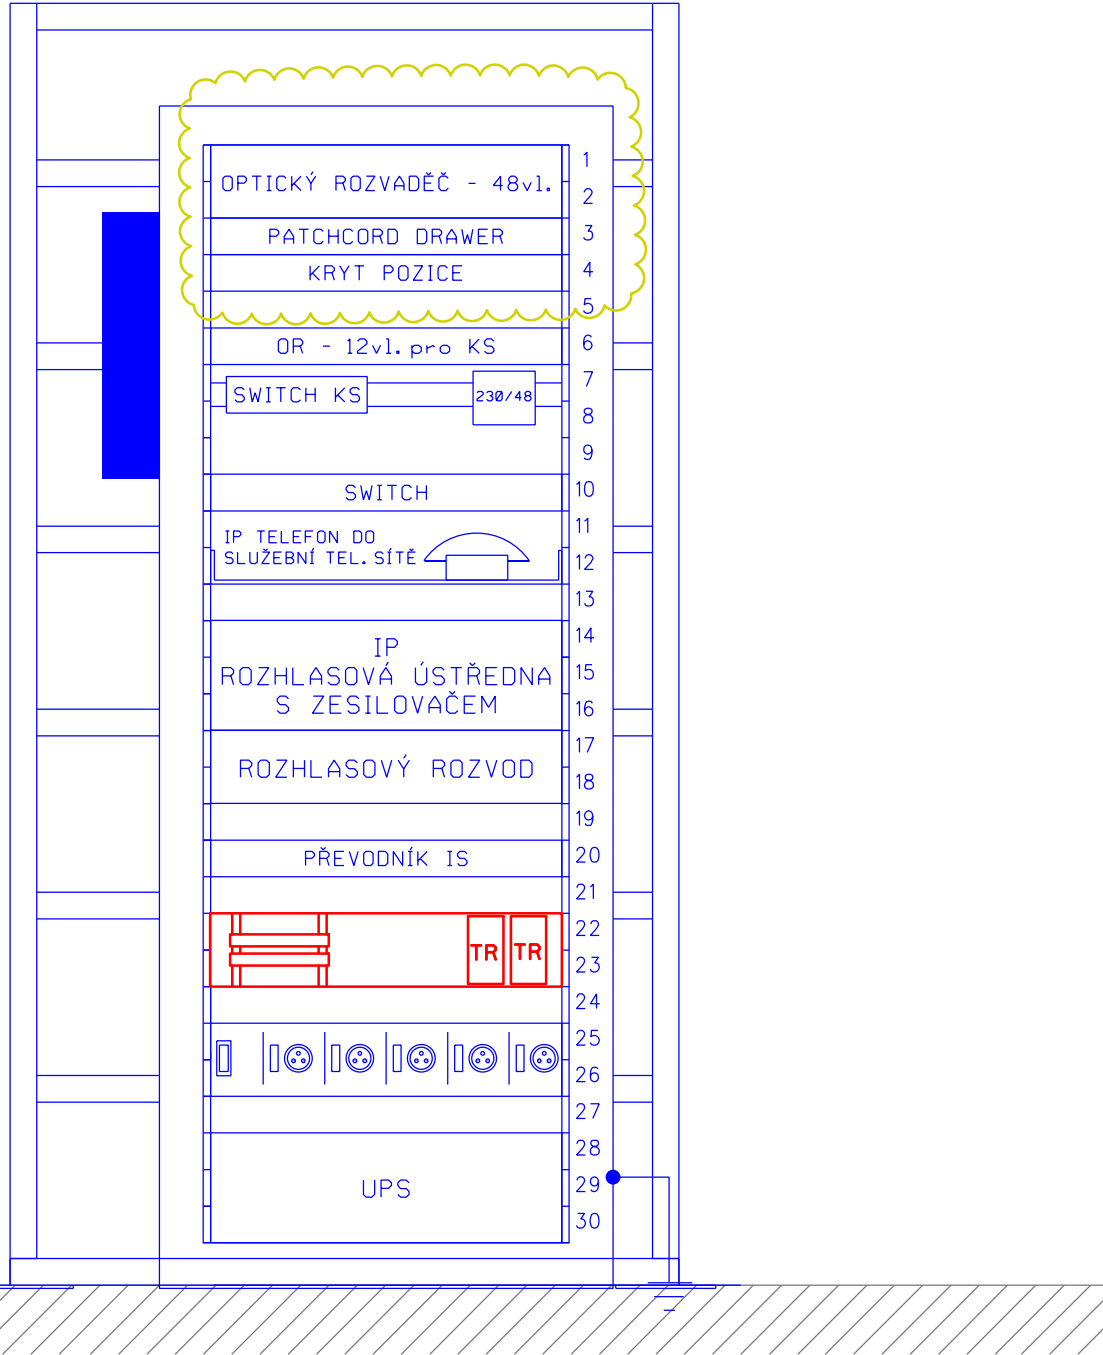 1
OPTICKÝ ROZVADĚČ - 48vl.
2
PATCHCORD DRAWER 3
KRYT POZICE 4
5
OR - 12vl. pro KS 6
7
SWITCH KS 230/48
8
9
SWITCH 10
11
IP TELEFON DO
SLUŽEBNÍ TEL. SÍTĚ 12
13
14
IP
ROZHLASOVÁ ÚSTŘEDNA 15
S ZESILOVAČEM 16
17
ROZHLASOVÝ ROZVOD
18
19
PŘEVODNÍK IS 20
21
22
TR TR
23
24
25
26
27
28
UPS 29
30